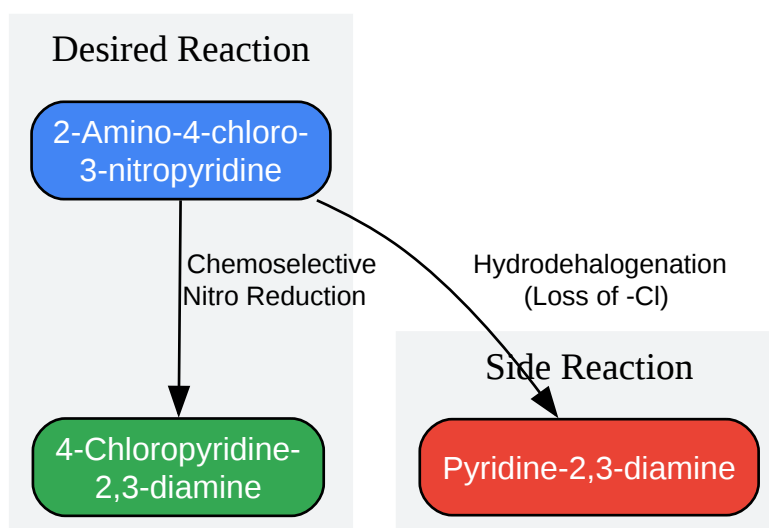 Desired Reaction
2-Amino-4-chloro-
3-nitropyridine
Chemoselective
Nitro Reduction
Hydrodehalogenation
(Loss of -Cl)
Side Reaction
4-Chloropyridine-
2,3-diamine
Pyridine-2,3-diamine